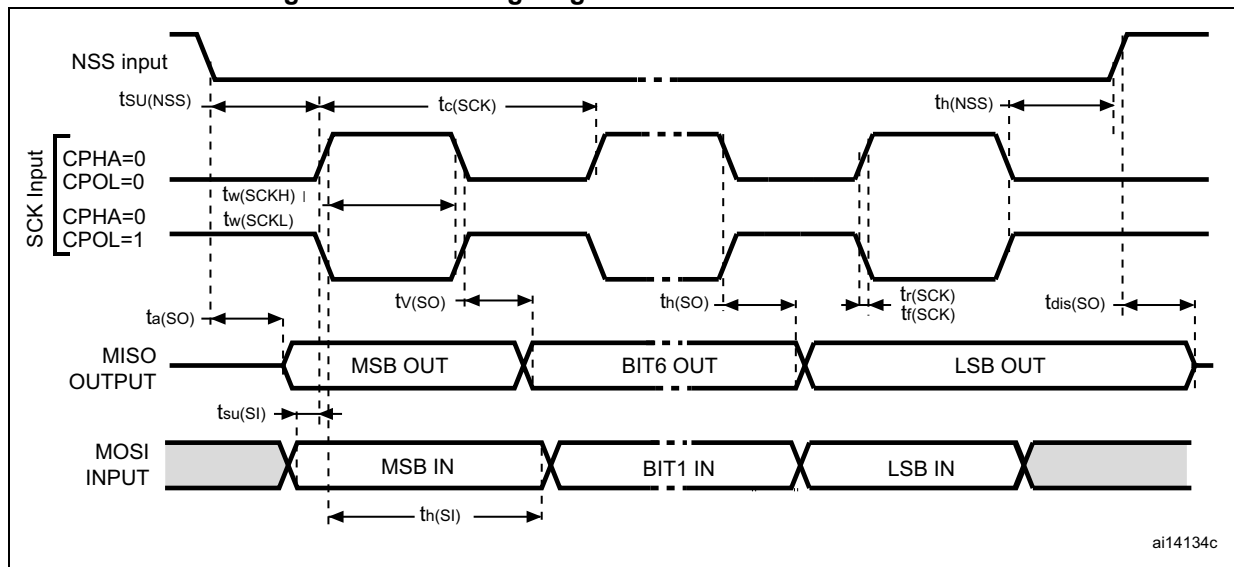 NSS input
tSU(NSS)
tc(SCK)
th(NSS)
SCK Input
CPHA=0
CPOL=0
tw(SCKH)
CPHA=0
tw(SCKL)
CPOL=1
tV(SO)
th(SO)
tr(SCK)
tf(SCK)
ta(SO)
tdis(SO)
MISO
OUTPUT
MSB OUT
BIT6 OUT
LSB OUT
tsu(SI)
MOSI
INPUT
MSB IN
BIT1 IN
LSB IN
th(SI)
ai14134c